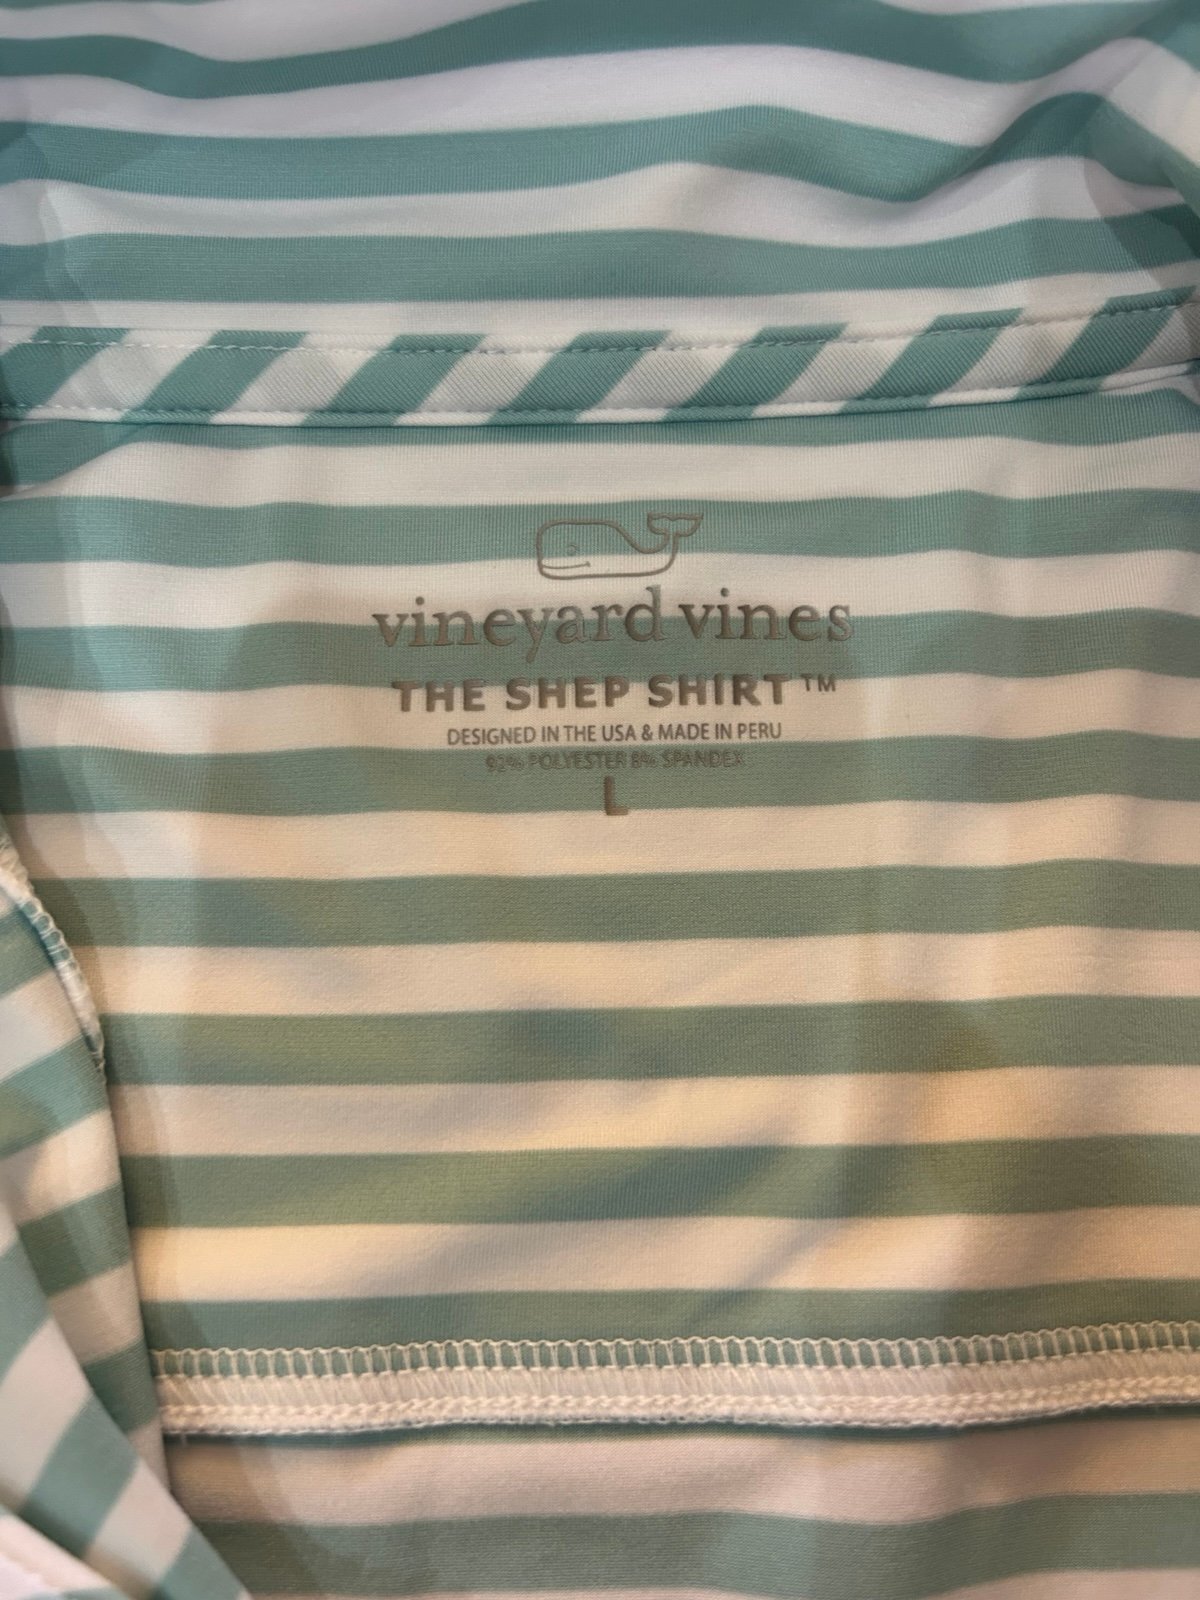 vineyard vines
THE SHEP SHIRT™
DESIGNED IN THE USA & MADE IN PERU
92% POLYESTER 8% SPANDEX
L